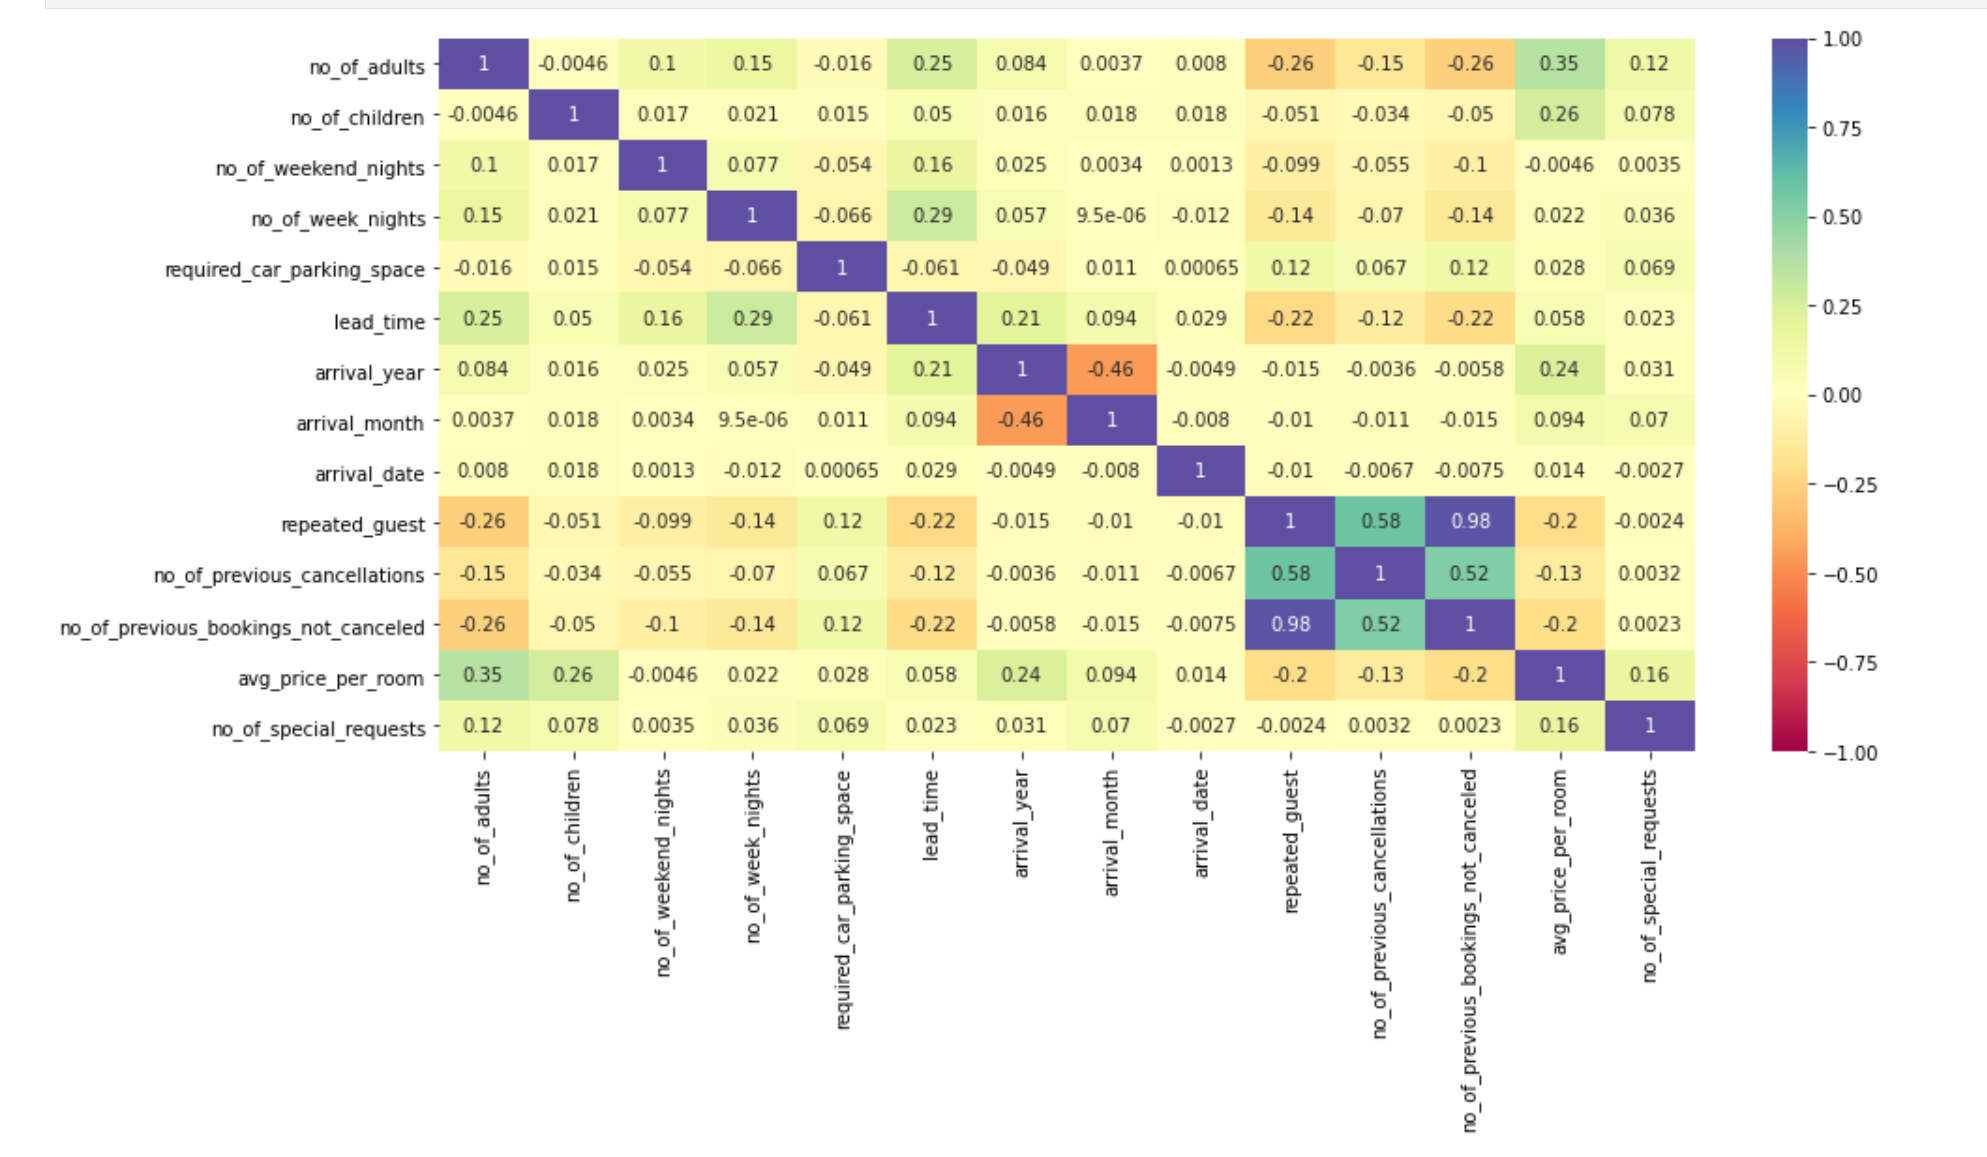 no_of_adults 1 -0.0046 0.1 0.15 -0.016 0.25 0.084 0.0037 0.008 -0.26 -0.15 -0.26 0.35 0.12
no_of_children -0.0046 1 0.017 0.021 0.015 0.05 0.016 0.018 0.018 -0.051 -0.034 -0.05 0.26 0.078
no_of_weekend_nights 0.1 0.017 1 0.077 -0.054 0.16 0.025 0.0034 0.0013 -0.099 -0.055 -0.1 -0.0046 0.0035
no_of_week_nights 0.15 0.021 0.077 1 -0.066 0.29 0.057 9.5e-06 -0.012 -0.14 -0.07 -0.14 0.022 0.036
required_car_parking_space -0.016 0.015 -0.054 -0.066 1 -0.061 -0.049 0.011 0.00065 0.12 0.067 0.12 0.028 0.069
lead_time 0.25 0.05 0.16 0.29 -0.061 1 0.21 0.094 0.029 -0.22 -0.12 -0.22 0.058 0.023
arrival_year 0.084 0.016 0.025 0.057 -0.049 0.21 1 -0.46 -0.0049 -0.015 -0.0036 -0.0058 0.24 0.031
arrival_month 0.0037 0.018 0.0034 9.5e-06 0.011 0.094 -0.46 1 -0.008 -0.01 -0.011 -0.015 0.094 0.07
arrival_date 0.008 0.018 0.0013 -0.012 0.00065 0.029 -0.0049 -0.008 1 -0.01 -0.0067 -0.0075 0.014 -0.0027
repeated_guest -0.26 -0.051 -0.099 -0.14 0.12 -0.22 -0.015 -0.01 -0.01 1 0.58 0.98 -0.2 -0.0024
no_of_previous_cancellations -0.15 -0.034 -0.055 -0.07 0.067 -0.12 -0.0036 -0.011 -0.0067 0.58 1 0.52 -0.13 0.0032
no_of_previous_bookings_not_canceled -0.26 -0.05 -0.1 -0.14 0.12 -0.22 -0.0058 -0.015 -0.0075 0.98 0.52 1 -0.2 0.0023
avg_price_per_room 0.35 0.26 -0.0046 0.022 0.028 0.058 0.24 0.094 0.014 -0.2 -0.13 -0.2 1 0.16
no_of_special_requests 0.12 0.078 0.0035 0.036 0.069 0.023 0.031 0.07 -0.0027 -0.0024 0.0032 0.0023 0.16 1
no_of_adults
no_of_children
no_of_weekend_nights
no_of_week_nights
required_car_parking_space
lead_time
arrival_year
arrival_month
arrival_date
repeated_guest
no_of_previous_cancellations
no_of_previous_bookings_not_canceled
avg_price_per_room
no_of_special_requests
1.00
0.75
0.50
0.25
0.00
−0.25
−0.50
−0.75
−1.00